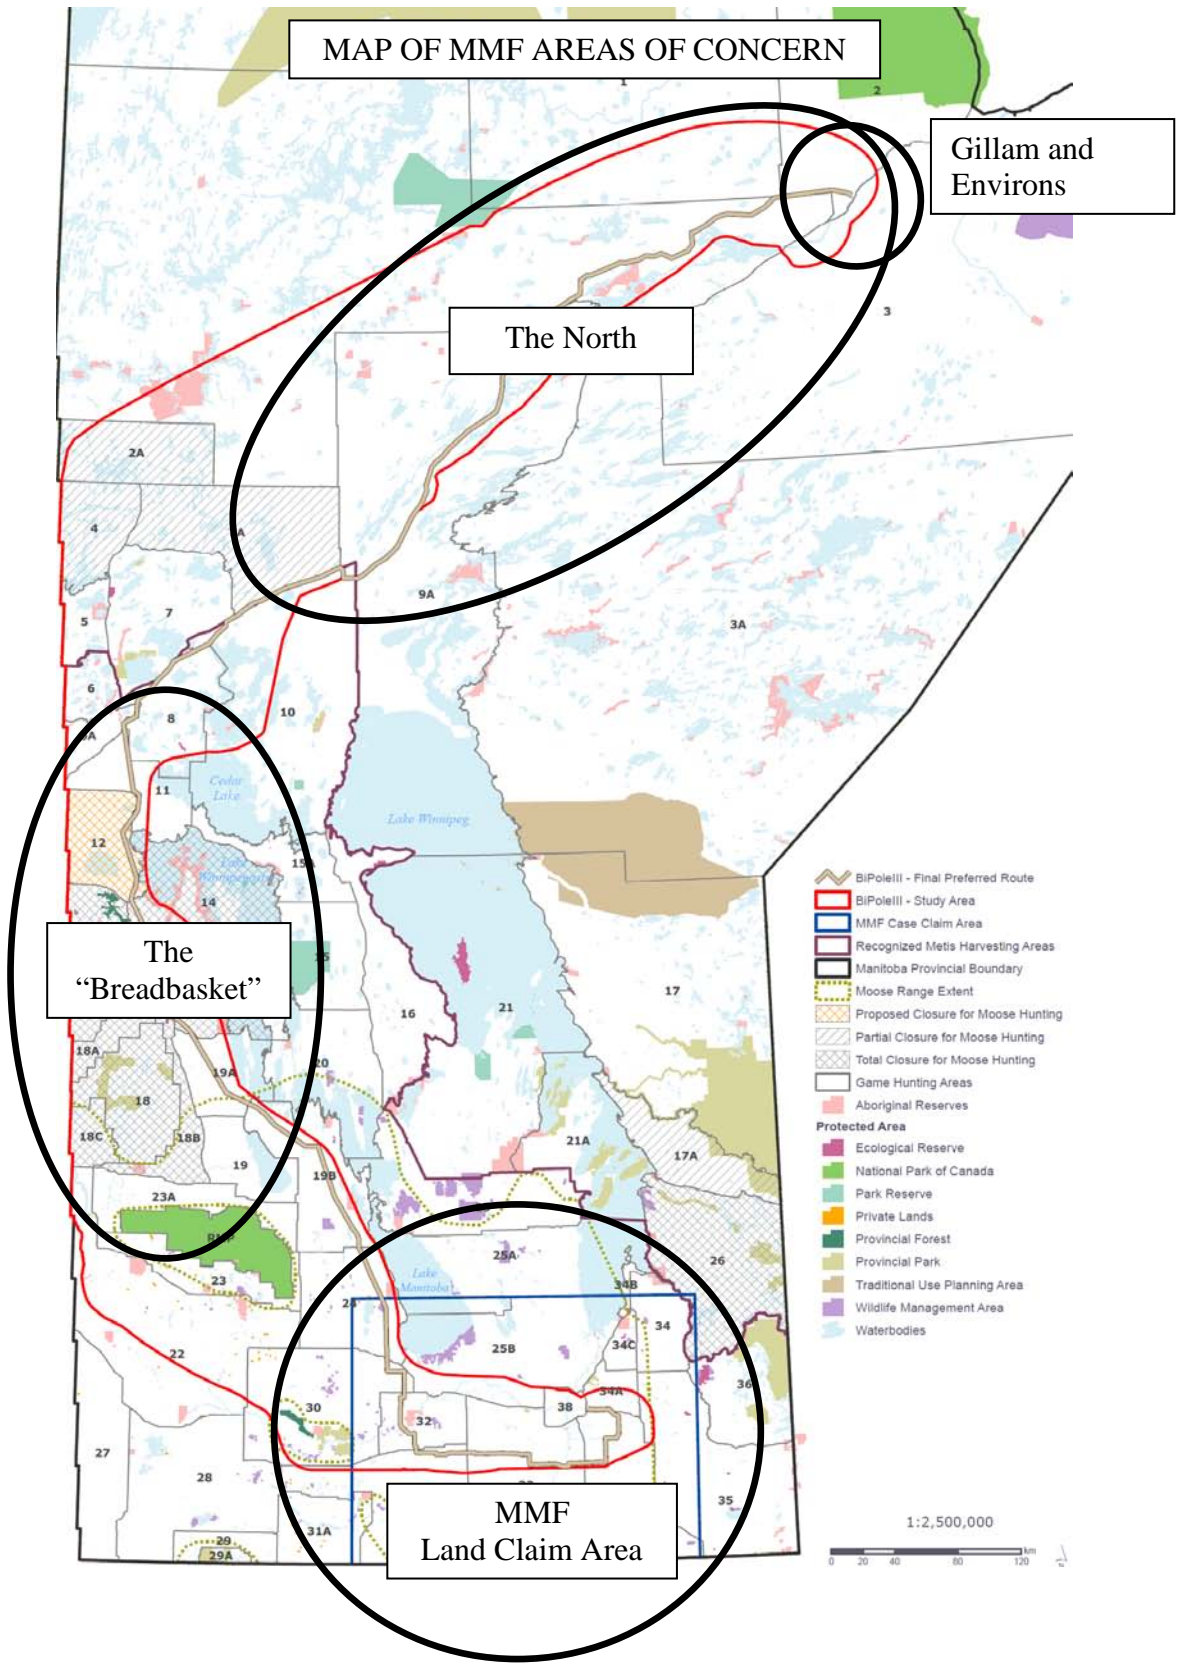 MAP OF MMF AREAS OF CONCERN
1
2
Gillam and
Environs
The North
3
2A
4
A
9A
7
5
3A
6
8
10
A
11
Cedar
Lake
Lake Winnipeg
12
15A
Lake
14
The
“Breadbasket”
15
16
21
17
18A
19A
20
18
18C
18B
19
19B
21A
17A
23A
RMP
23
25A
26
Lake
Manitoba
34B
24
34
25B
34C
22
36
34A
30
38
32
27
28
35
MMF
Land Claim Area
31A
29
29A
BiPoleIII - Final Preferred Route
BiPoleIII - Study Area
MMF Case Claim Area
Recognized Metis Harvesting Areas
Manitoba Provincial Boundary
Moose Range Extent
Proposed Closure for Moose Hunting
Partial Closure for Moose Hunting
Total Closure for Moose Hunting
Game Hunting Areas
Aboriginal Reserves
Protected Area
Ecological Reserve
National Park of Canada
Park Reserve
Private Lands
Provincial Forest
Provincial Park
Traditional Use Planning Area
Wildlife Management Area
Waterbodies
1:2,500,000
km
0 20 40 80 120